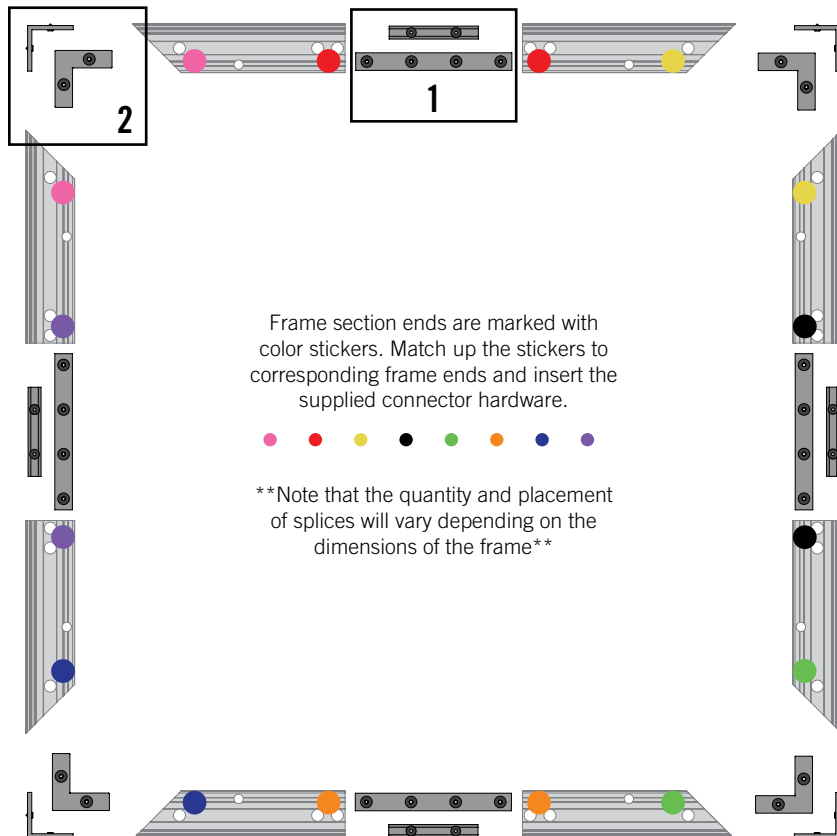 1
2
Frame section ends are marked with
color stickers. Match up the stickers to
corresponding frame ends and insert the
supplied connector hardware.
**Note that the quantity and placement
of splices will vary depending on the
dimensions of the frame**